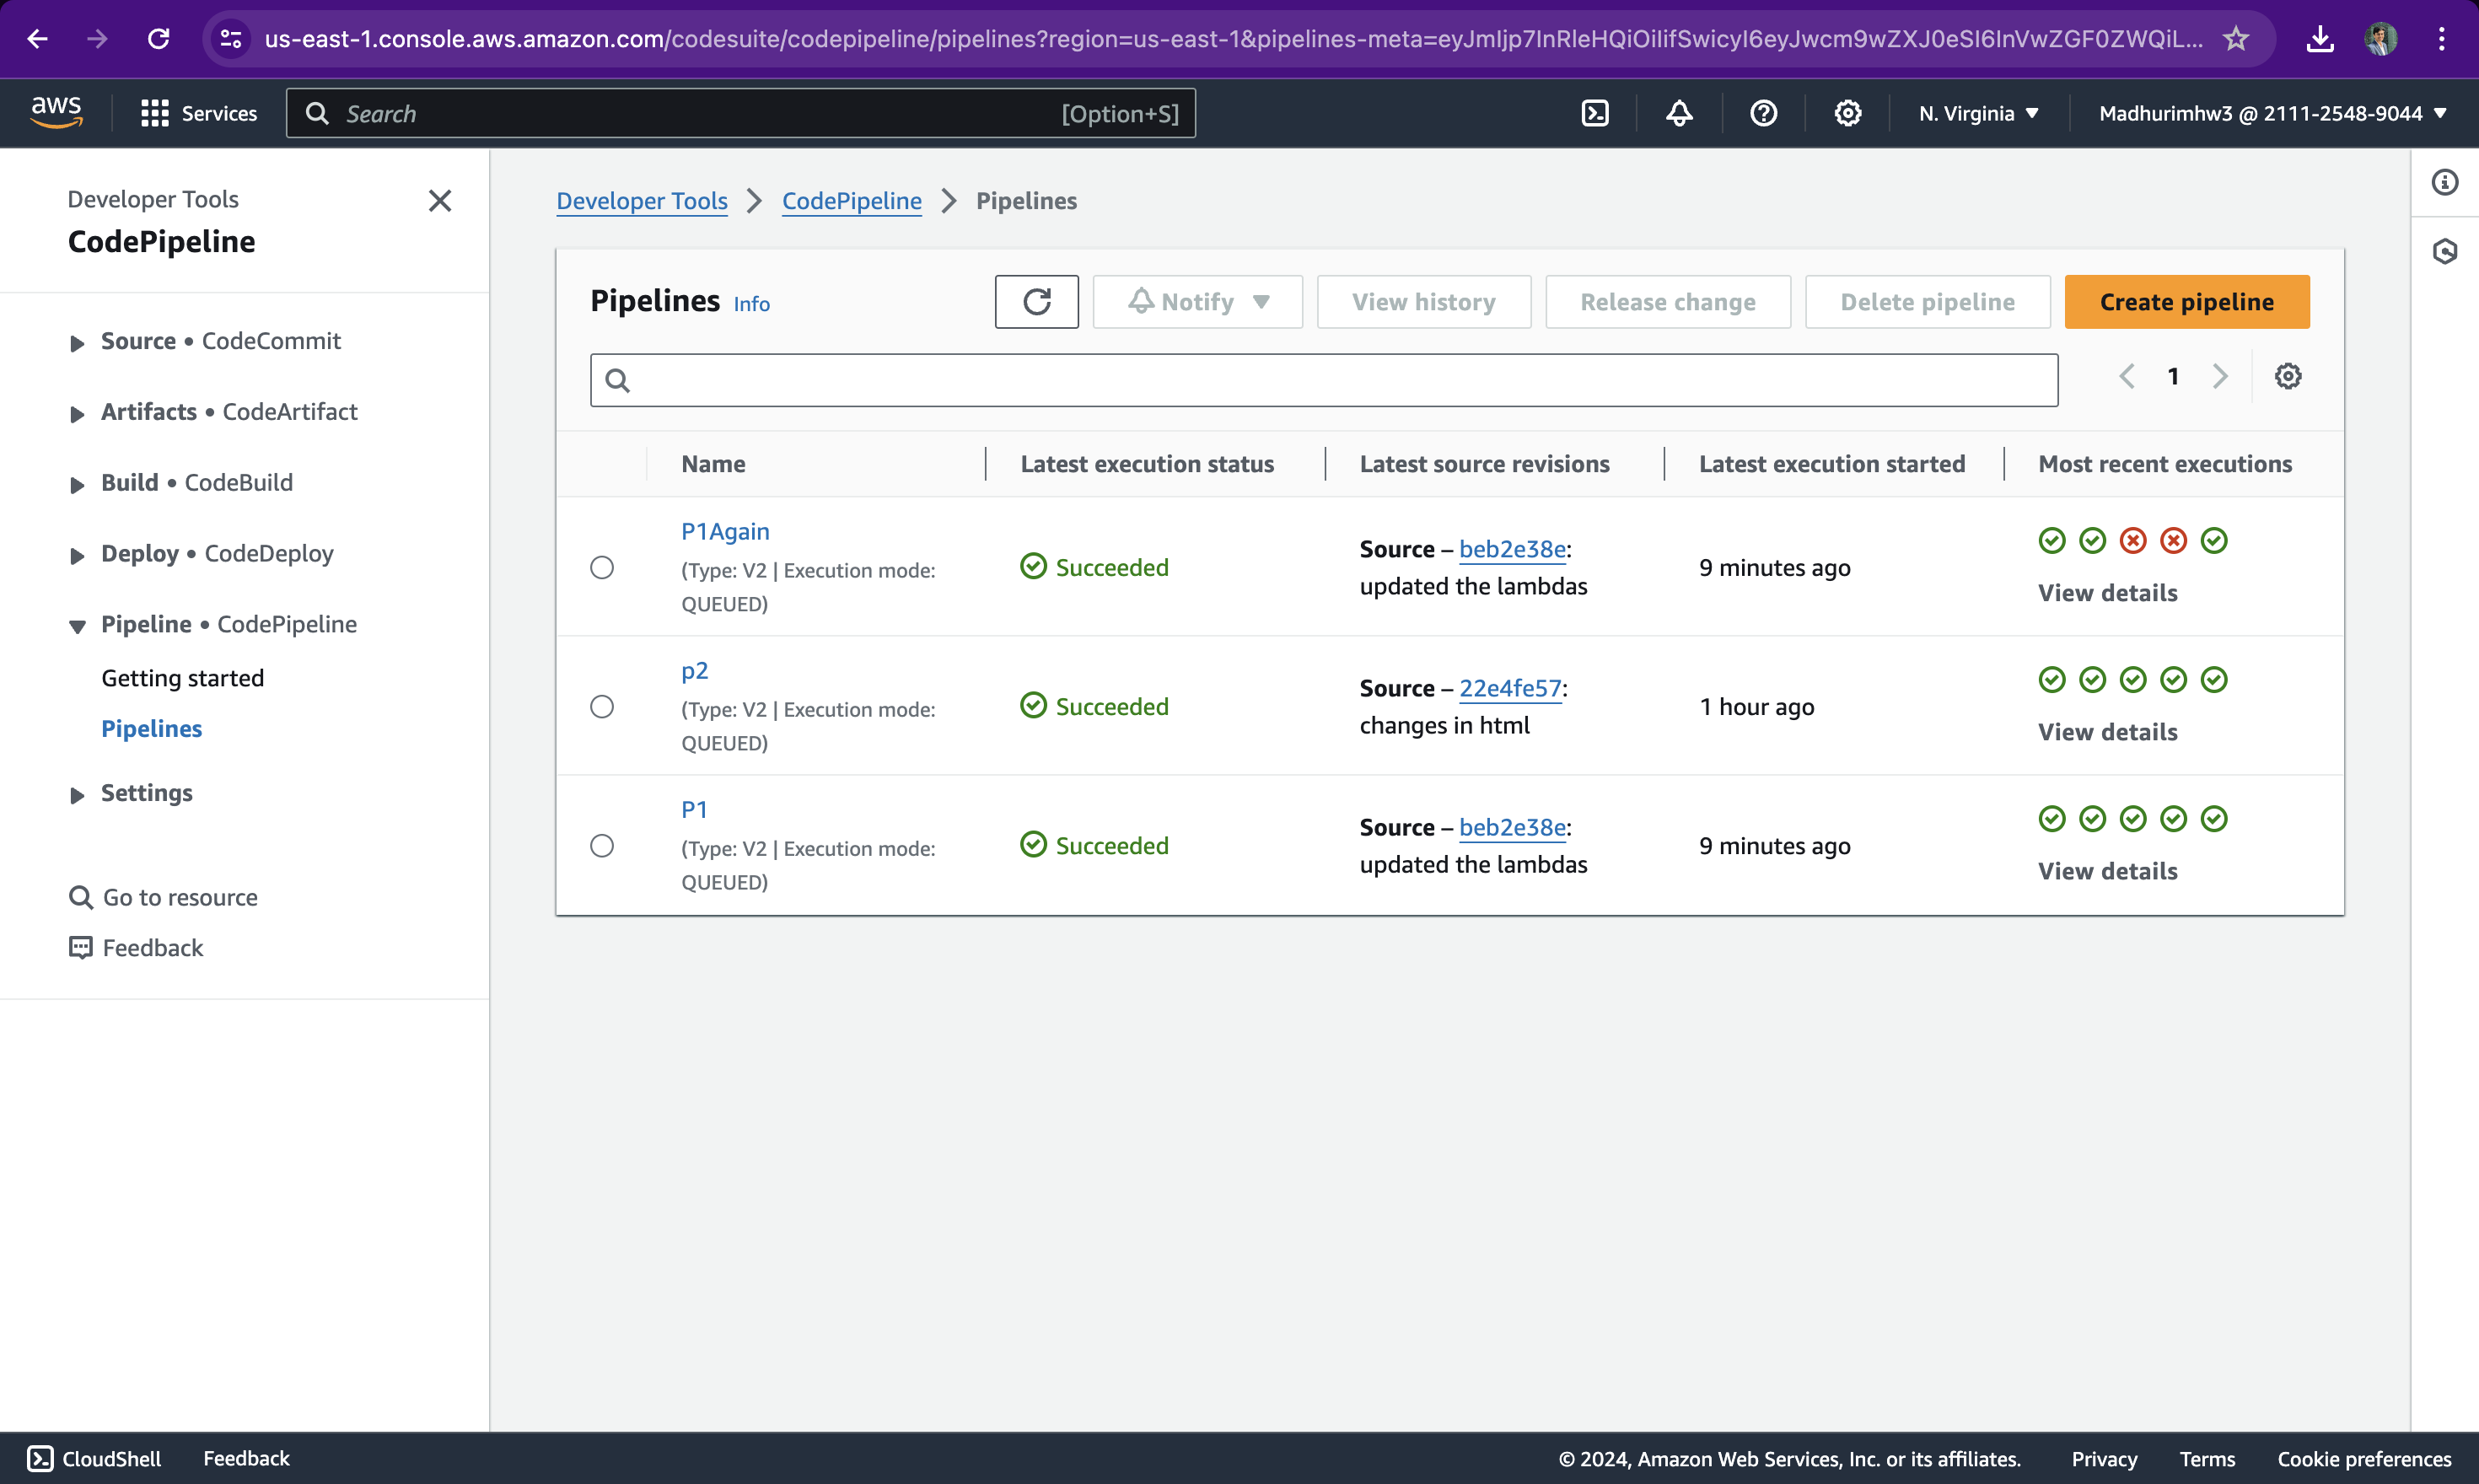 us-east-1.console.aws.amazon.com/codesuite/codepipeline/pipelines?region=us-east-1&pipelines-meta=eyJmIjp7InRleHQiOiIifSwicyI6eyJwcm9wZXJ0eSI6InVwZGF0ZWQiL...
aws
Services
Search
[Option+S]
N. Virginia
Madhurimhw3 @ 2111-2548-9044
Developer Tools
CodePipeline
Source • CodeCommit
Artifacts • CodeArtifact
Build • CodeBuild
Deploy • CodeDeploy
Pipeline • CodePipeline
Getting started
Pipelines
Settings
Go to resource
Feedback
Developer Tools > CodePipeline > Pipelines
Pipelines Info
Notify
View history
Release change
Delete pipeline
Create pipeline
1
Name
Latest execution status
Latest source revisions
Latest execution started
Most recent executions
P1Again
(Type: V2 | Execution mode:
QUEUED)
Succeeded
Source – beb2e38e:
updated the lambdas
9 minutes ago
View details
p2
(Type: V2 | Execution mode:
QUEUED)
Succeeded
Source – 22e4fe57:
changes in html
1 hour ago
View details
P1
(Type: V2 | Execution mode:
QUEUED)
Succeeded
Source – beb2e38e:
updated the lambdas
9 minutes ago
View details
CloudShell
Feedback
© 2024, Amazon Web Services, Inc. or its affiliates.
Privacy
Terms
Cookie preferences